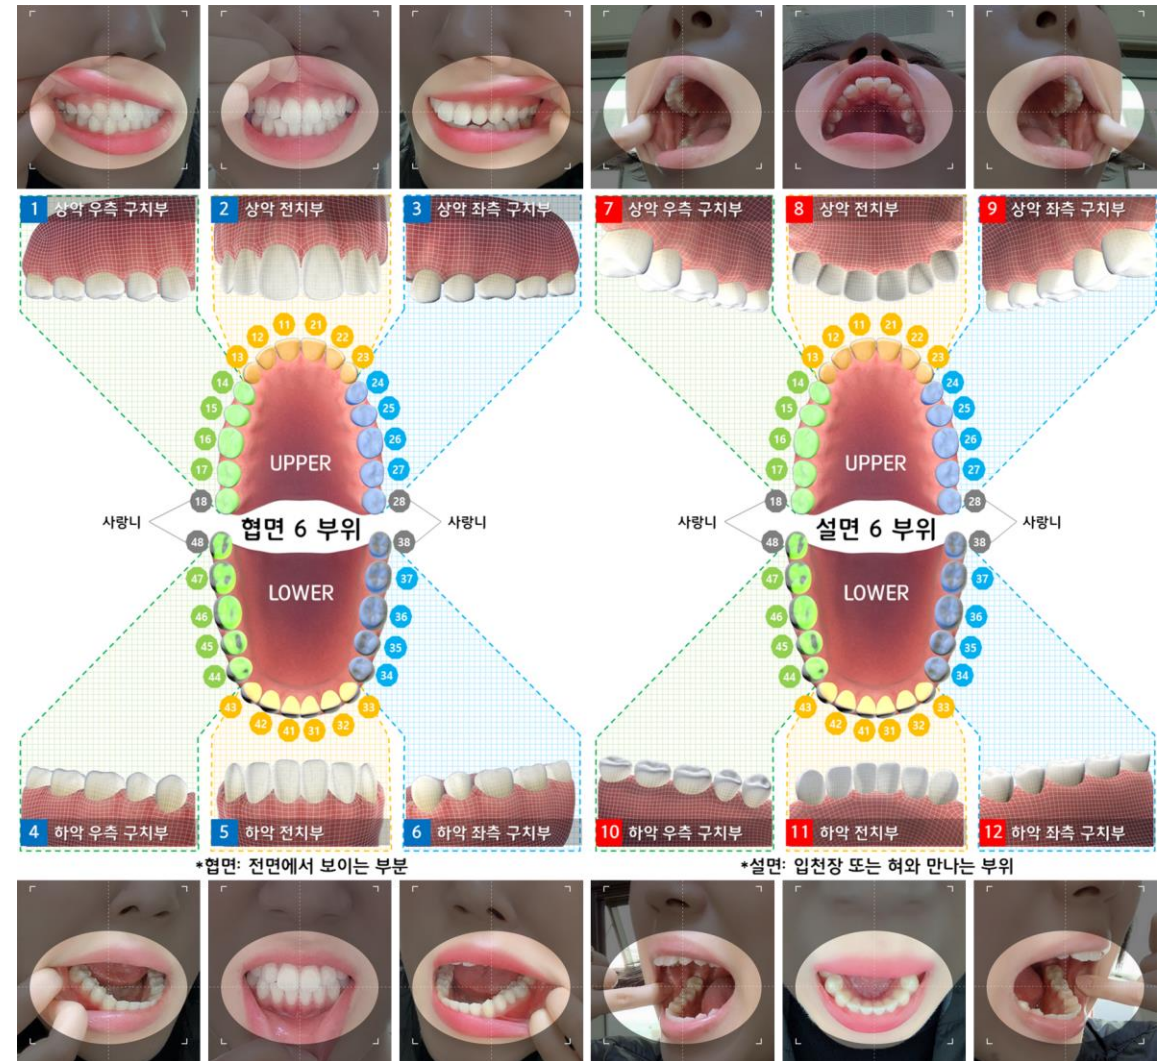 1 상악 우측 구치부
2 상악 전치부
3 상악 좌측 구치부
11 21
12 22
13 23
14 24
15 25
16 26
17 27
18 28
UPPER
사랑니 사랑니
협면 6 부위
48 38
47 37
46 36
45 35
44 34
43 33
42 32
41 31
LOWER
4 하악 우측 구치부
5 하악 전치부
6 하악 좌측 구치부
*협면: 전면에서 보이는 부분
7 상악 우측 구치부
8 상악 전치부
9 상악 좌측 구치부
11 21
12 22
13 23
14 24
15 25
16 26
17 27
18 28
UPPER
사랑니 사랑니
설면 6 부위
48 38
47 37
46 36
45 35
44 34
43 33
42 32
41 31
LOWER
10 하악 우측 구치부
11 하악 전치부
12 하악 좌측 구치부
*설면: 입천장 또는 혀와 만나는 부위